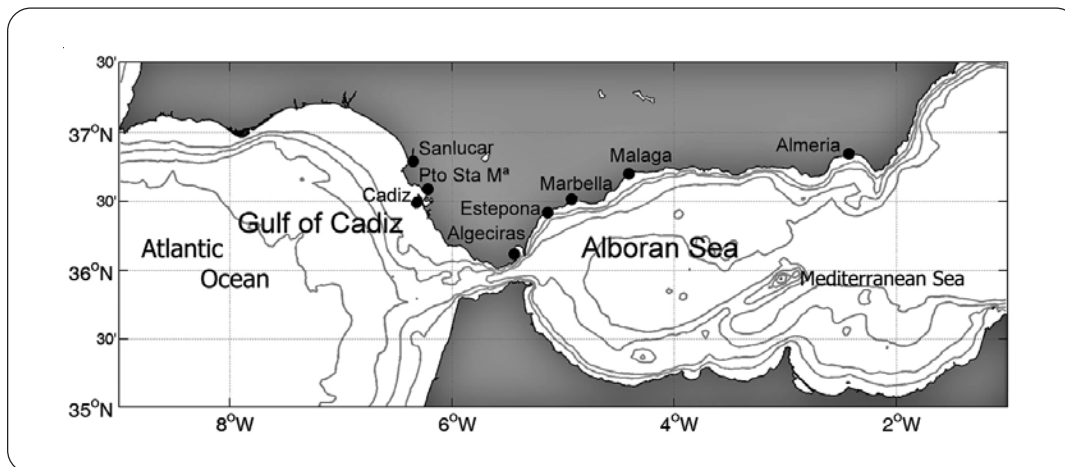 30'
37°N
30'
36°N
30'
35°N
8°W
6°W
4°W
2°W
Sanlucar
Pto Sta Mª
Cadiz
Gulf of Cadiz
Atlantic
Ocean
Algeciras
Estepona
Marbella
Malaga
Almeria
Alboran Sea
Mediterranean Sea